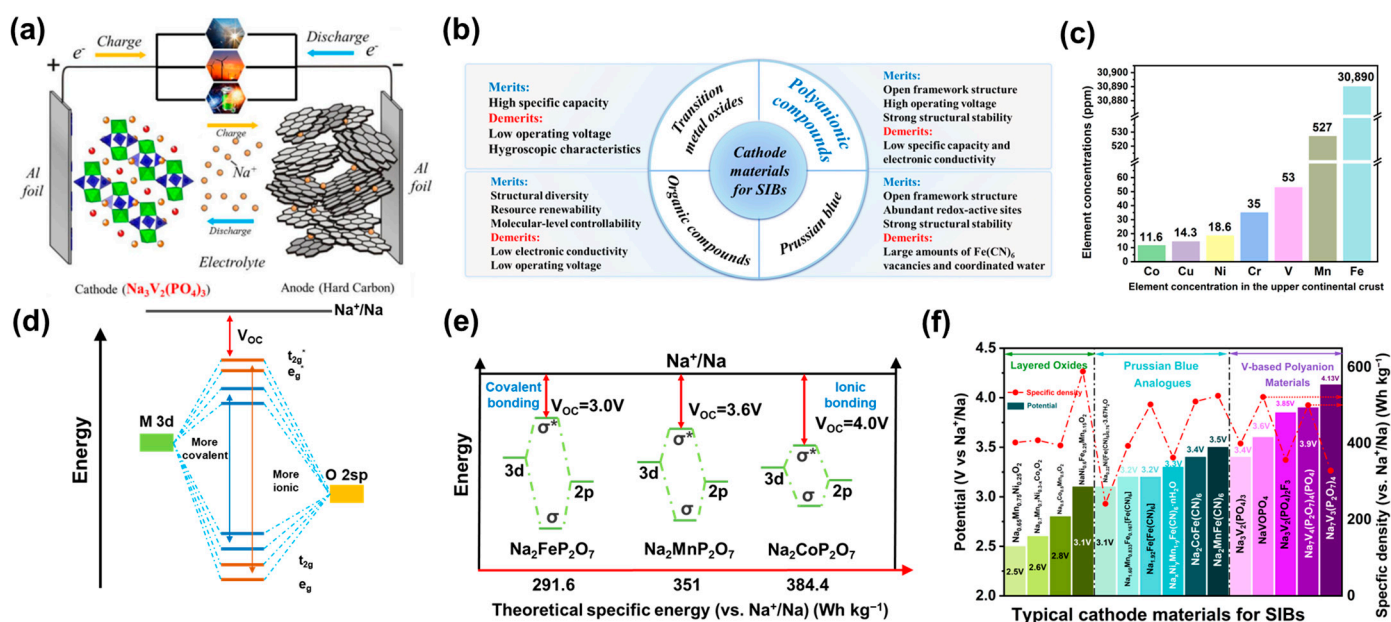 (a)
Charge
Discharge
e⁻
e⁻
+
−
Charge
Na⁺
Al
foil
Al
foil
Discharge
Electrolyte
Cathode (Na₃V₂(PO₄)₃)
Anode (Hard Carbon)
(b)
Merits:
High specific capacity
Demerits:
Low operating voltage
Hygroscopic characteristics
Transition
metal oxides
Polyanionic
compounds
Merits:
Open framework structure
High operating voltage
Strong structural stability
Demerits:
Low specific capacity and
electronic conductivity
Cathode
materials
for SIBs
Merits:
Structural diversity
Resource renewability
Molecular-level controllability
Demerits:
Low electronic conductivity
Low operating voltage
Organic compounds
Prussian blue
Merits:
Open framework structure
Abundant redox-active sites
Strong structural stability
Demerits:
Large amounts of Fe(CN)₆
vacancies and coordinated water
(c)
Element concentrations (ppm)
30,900
30,890
30,880
530
520
60
50
40
30
20
10
0
11.6
14.3
18.6
35
53
527
30,890
Co
Cu
Ni
Cr
V
Mn
Fe
Element concentration in the upper continental crust
(d)
Na⁺/Na
V_OC
t₂g*
e_g*
Energy
M 3d
O 2sp
More
covalent
More
ionic
t₂g
e_g
(e)
Na⁺/Na
Covalent
bonding
V_OC=3.0V
V_OC=3.6V
Ionic
bonding
V_OC=4.0V
Energy
σ*
3d
2p
σ
σ*
3d
2p
σ
σ*
3d
2p
σ
Na₂FeP₂O₇
Na₂MnP₂O₇
Na₂CoP₂O₇
291.6
351
384.4
Theoretical specific energy (vs. Na⁺/Na) (Wh kg⁻¹)
(f)
Layered Oxides
Prussian Blue
Analogues
V-based Polyanion
Materials
Specific density
Potential
Potential (V vs Na⁺/Na)
4.5
4.0
3.5
3.0
2.5
2.0
2.5V
2.6V
2.8V
3.1V
3.1V
3.2V
3.2V
3.3V
3.4V
3.5V
3.4V
3.6V
3.85V
3.9V
4.13V
Na₂CoFe(CN)₆
Na₂MnFe(CN)₆
Na₃V₂(PO₄)₃
NaVOPO₄
Na₃V₂(PO₄)₂F₃
Na₇V₄(P₂O₇)₄(PO₄)
Na₇V₃(P₂O₇)₄
600
500
400
300
200
100
0
Specfic density (vs. Na⁺/Na) (Wh kg⁻¹)
Typical cathode materials for SIBs